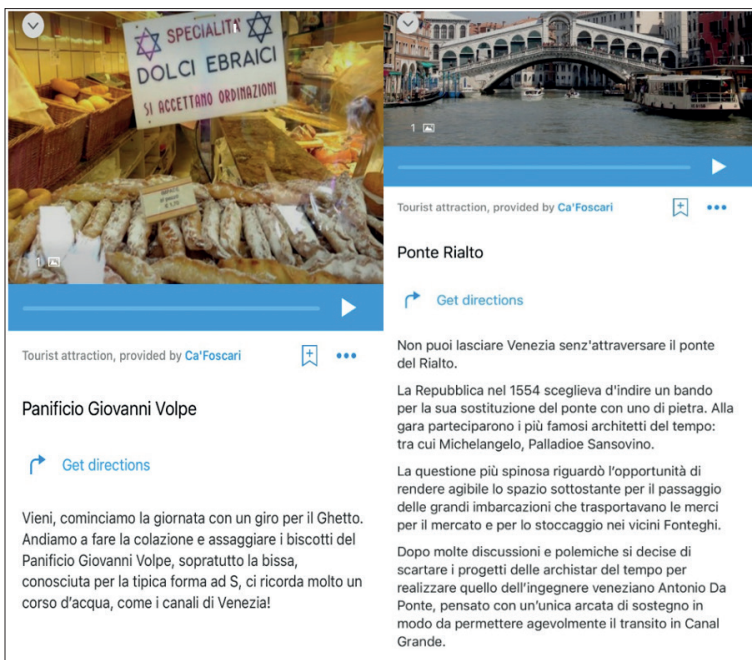 SPECIALITÀ
DOLCI EBRAICI
SI ACCETTANO ORDINAZIONI
1
Tourist attraction, provided by Ca'Foscari
Panificio Giovanni Volpe
Get directions
Vieni, cominciamo la giornata con un giro per il Ghetto.
Andiamo a fare la colazione e assaggiare i biscotti del
Panificio Giovanni Volpe, sopratutto la bissa,
conosciuta per la tipica forma ad S, ci ricorda molto un
corso d'acqua, come i canali di Venezia!
1
Tourist attraction, provided by Ca'Foscari
Ponte Rialto
Get directions
Non puoi lasciare Venezia senz'attraversare il ponte
del Rialto.
La Repubblica nel 1554 sceglieva d'indire un bando
per la sua sostituzione del ponte con uno di pietra. Alla
gara parteciparono i più famosi architetti del tempo:
tra cui Michelangelo, Palladioe Sansovino.
La questione più spinosa riguardò l'opportunità di
rendere agibile lo spazio sottostante per il passaggio
delle grandi imbarcazioni che trasportavano le merci
per il mercato e per lo stoccaggio nei vicini Fonteghi.
Dopo molte discussioni e polemiche si decise di
scartare i progetti delle archistar del tempo per
realizzare quello dell'ingegnere veneziano Antonio Da
Ponte, pensato con un'unica arcata di sostegno in
modo da permettere agevolmente il transito in Canal
Grande.